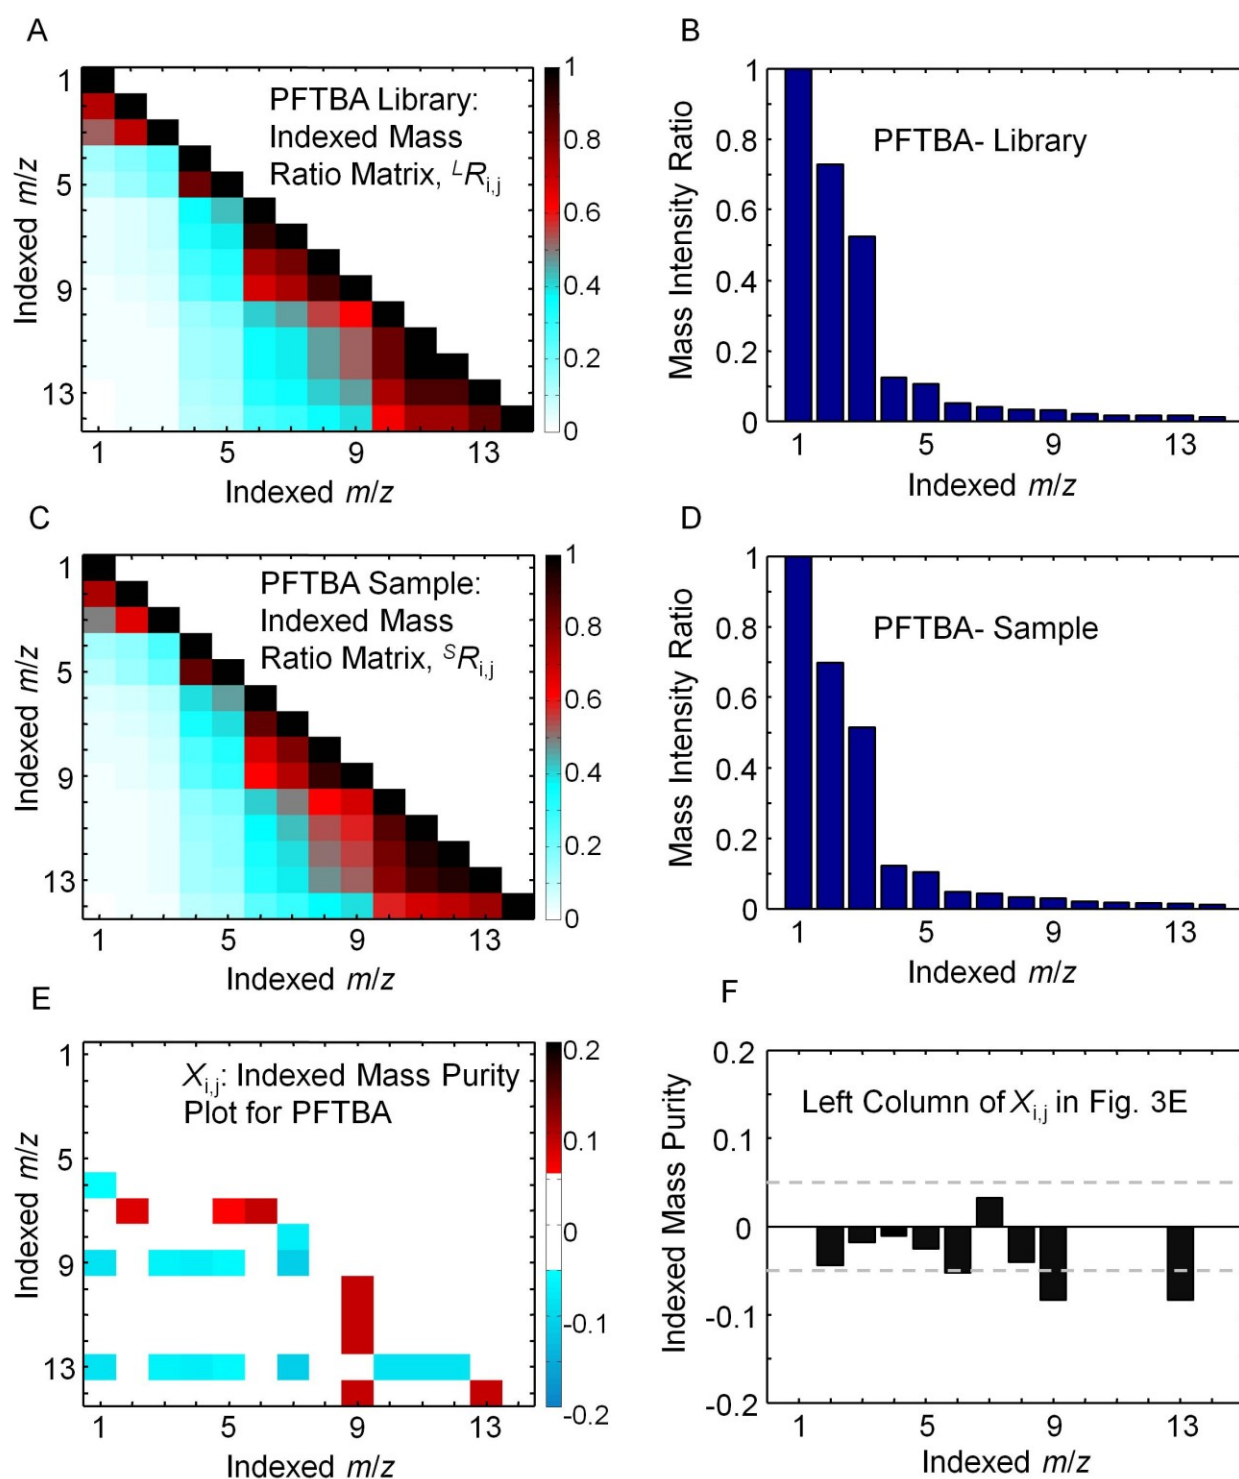 A
PFTBA Library:
Indexed Mass
Ratio Matrix, ᴸRi,j
Indexed m/z
1
5
9
13
1
5
9
13
Indexed m/z
1
0.8
0.6
0.4
0.2
0
B
PFTBA- Library
Mass Intensity Ratio
1
0.8
0.6
0.4
0.2
0
1
5
9
13
Indexed m/z
C
PFTBA Sample:
Indexed Mass
Ratio Matrix, ˢRi,j
Indexed m/z
1
5
9
13
1
5
9
13
Indexed m/z
1
0.8
0.6
0.4
0.2
0
D
PFTBA- Sample
Mass Intensity Ratio
1
0.8
0.6
0.4
0.2
0
1
5
9
13
Indexed m/z
E
Xi,j: Indexed Mass Purity
Plot for PFTBA
Indexed m/z
1
5
9
13
1
5
9
13
Indexed m/z
0.2
0.1
0
-0.1
-0.2
F
Left Column of Xi,j in Fig. 3E
Indexed Mass Purity
0.2
0.1
0
-0.1
-0.2
1
5
9
13
Indexed m/z